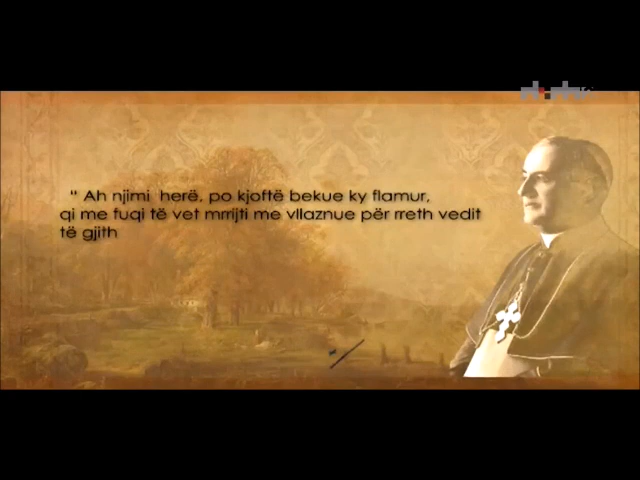 “ Ah njimi herë, po kjoftë bekue ky flamur,
qi me fuqi të vet mrrijti me vllaznue për rreth vedit
të gjith